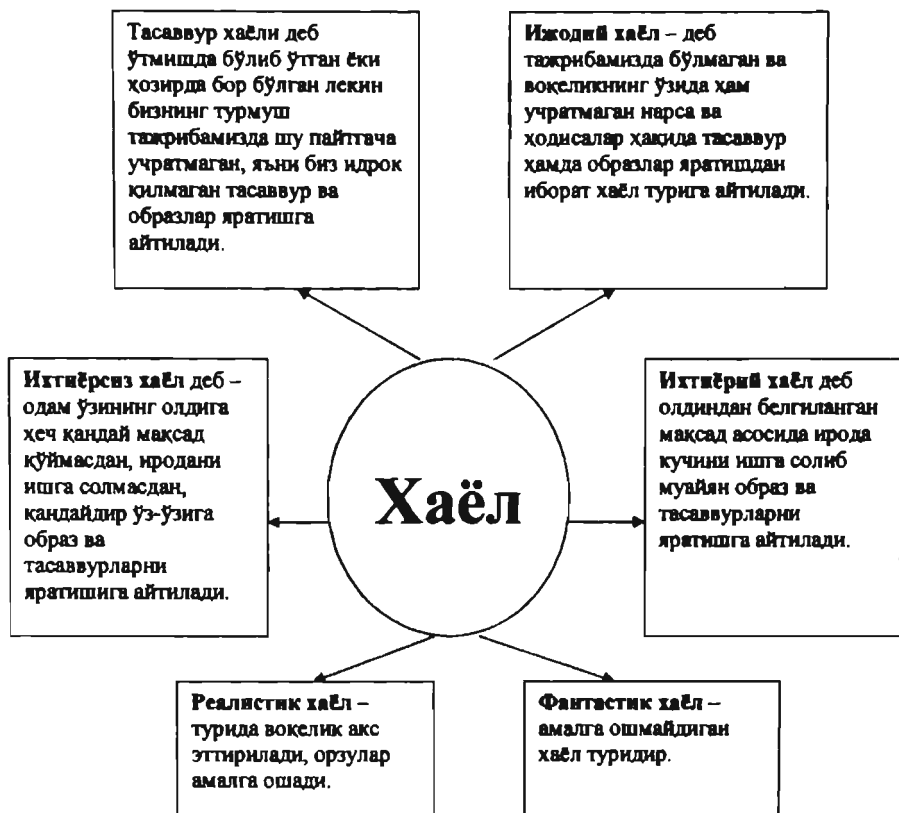 Тасаввур хаёли деб
ўтмишда бўлиб ўтган ёки
ҳозирда бор бўлган лекин
бизнинг турмуш
тажрибамизда шу пайтгача
учратмаган, яъни биз идрок
қилмаган тасаввур ва
образлар яратишга
айтилади.
Ижодий хаёл – деб
тажрибамизда бўлмаган ва
воқеликнинг ўзида ҳам
учратмаган нарса ва
ҳодисалар ҳақида тасаввур
ҳамда образлар яратишдан
иборат хаёл турига айтилади.
Ихтиёрсиз хаёл деб –
одам ўзининг олдига
ҳеч қандай мақсад
қўймасдан, иродани
ишга солмасдан,
қандайдир ўз-ўзига
образ ва
тасаввурларни
яратишига айтилади.
Хаёл
Ихтиёрий хаёл деб
олдиндан белгиланган
мақсад асосида ирода
кучини ишга солиб
муайян образ ва
тасаввурларни
яратишга айтилади.
Реалистик хаёл –
турида воқелик акс
эттирилади, орзулар
амалга ошади.
Фантастик хаёл –
амалга ошмайдиган
хаёл туридир.